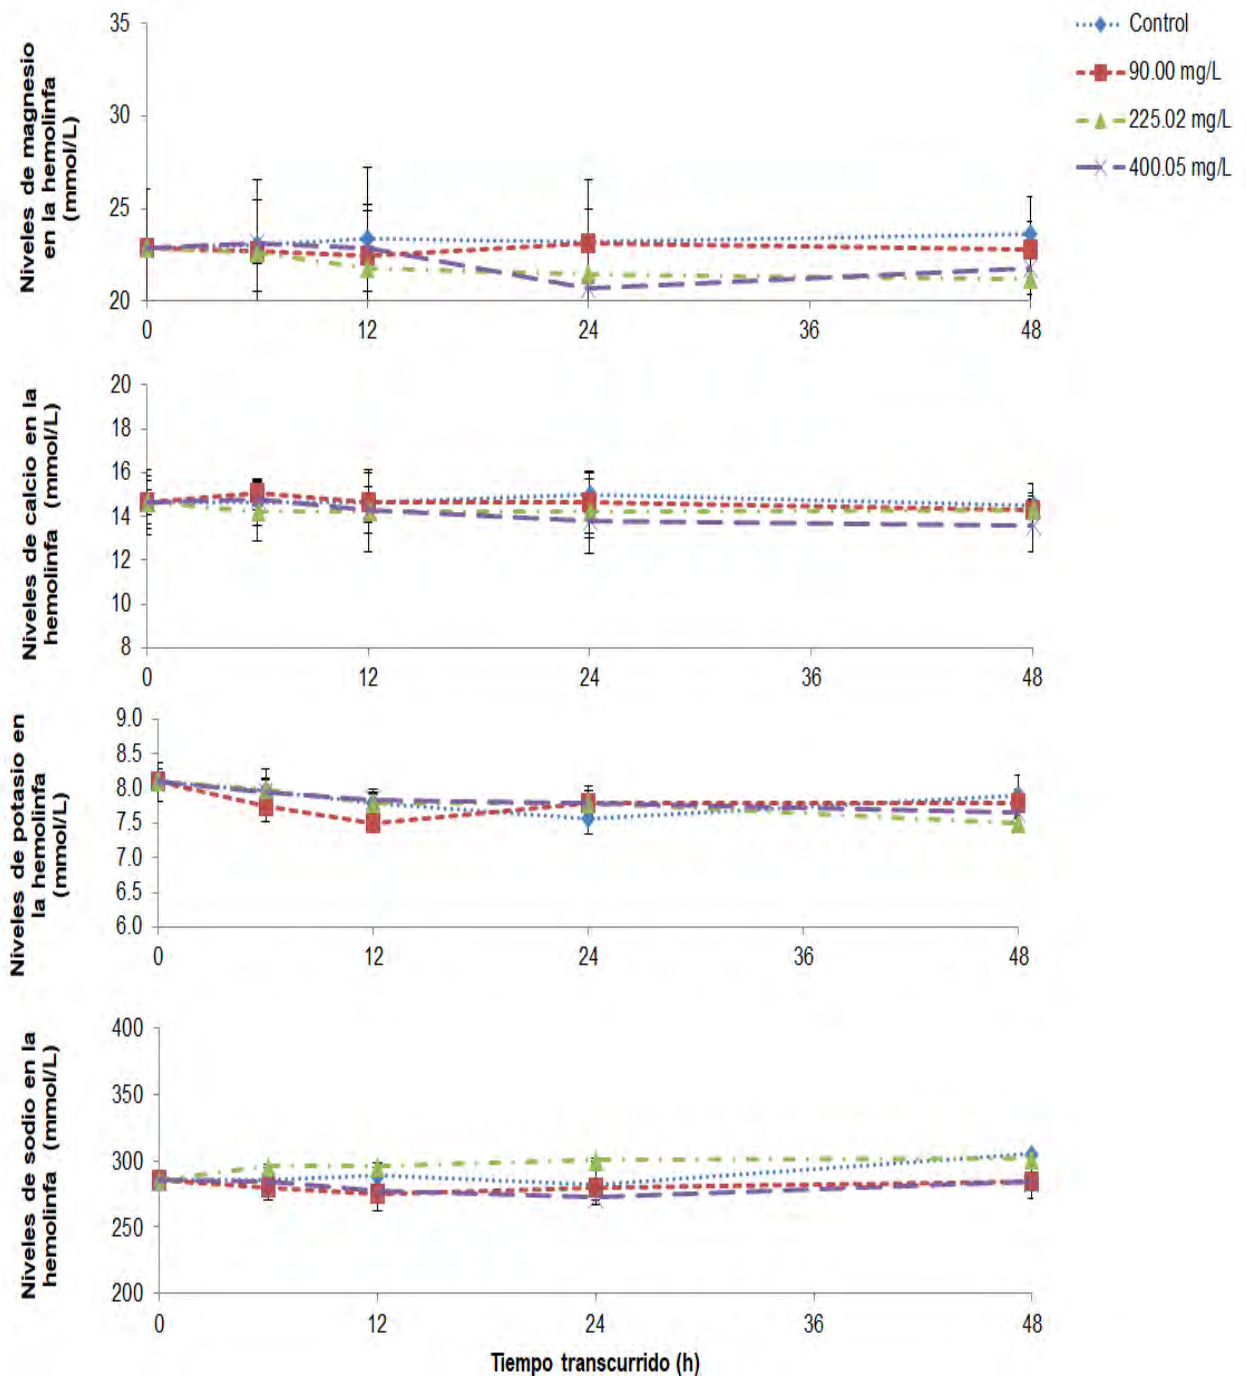 Niveles de magnesio
en la hemolinfa
(mmol/L)
35
30
25
20
0 12 24 36 48
Control
90.00 mg/L
225.02 mg/L
400.05 mg/L
Niveles de calcio en la
hemolinfa (mmol/L)
20
18
16
14
12
10
8
0 12 24 36 48
Niveles de potasio en
la hemolinfa
(mmol/L)
9.0
8.5
8.0
7.5
7.0
6.5
6.0
0 12 24 36 48
Niveles de sodio en la
hemolinfa (mmol/L)
400
350
300
250
200
0 12 24 36 48
Tiempo transcurrido (h)